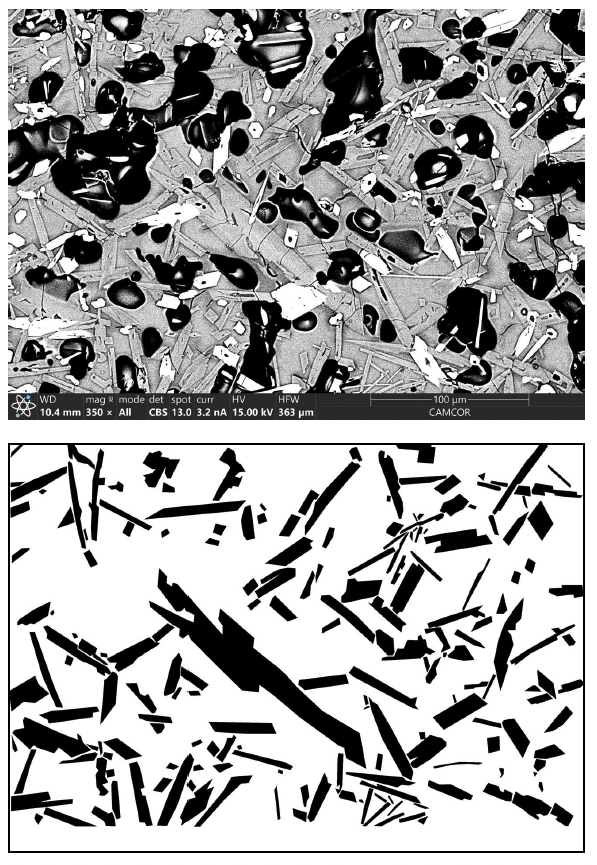 WD mag ¤ mode det spot curr HV HFW
10.4 mm 350 × All CBS 13.0 3.2 nA 15.00 kV 363 µm
100 µm
CAMCOR